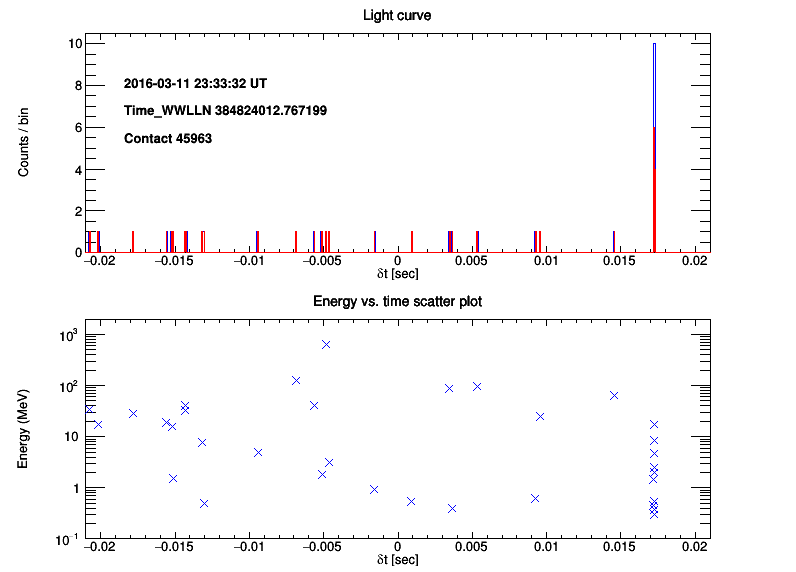 Light curve
10
8
6
4
2
0
Counts / bin
2016-03-11 23:33:32 UT
Time_WWLLN 384824012.767199
Contact 45963
−0.02 −0.015 −0.01 −0.005 0 0.005 0.01 0.015 0.02
δt [sec]
Energy vs. time scatter plot
10³
10²
10
1
10⁻¹
Energy (MeV)
−0.02 −0.015 −0.01 −0.005 0 0.005 0.01 0.015 0.02
δt [sec]